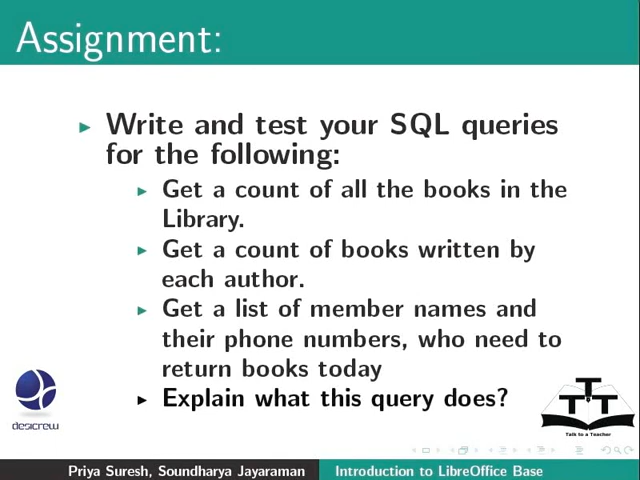 Assignment:
Write and test your SQL queries
for the following:
Get a count of all the books in the
Library.
Get a count of books written by
each author.
Get a list of member names and
their phone numbers, who need to
return books today
Explain what this query does?
desicrew
TTT
Talk to a Teacher
Priya Suresh, Soundharya Jayaraman Introduction to LibreOffice Base